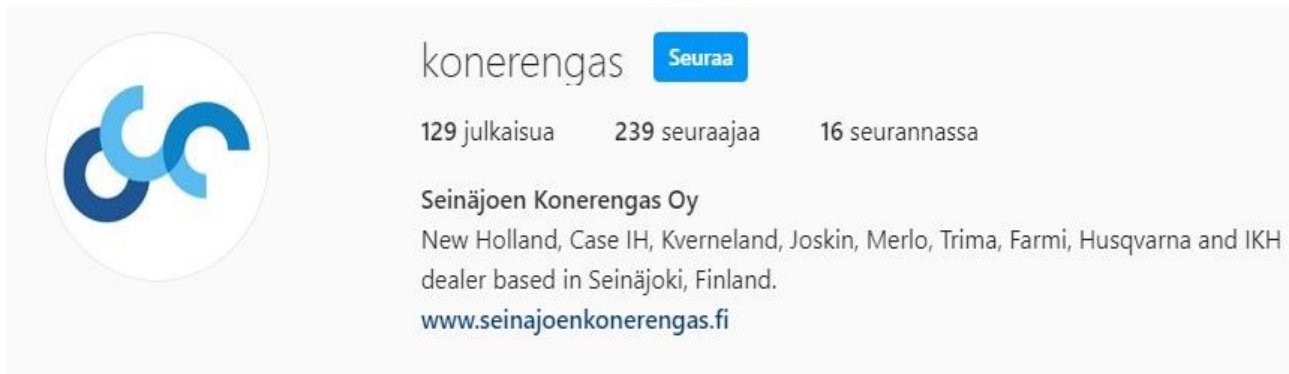 konerengas Seuraa
129 julkaisua 239 seuraajaa 16 seurannassa
Seinäjoen Konerengas Oy
New Holland, Case IH, Kverneland, Joskin, Merlo, Trima, Farmi, Husqvarna and IKH
dealer based in Seinäjoki, Finland.
www.seinajoenkonerengas.fi